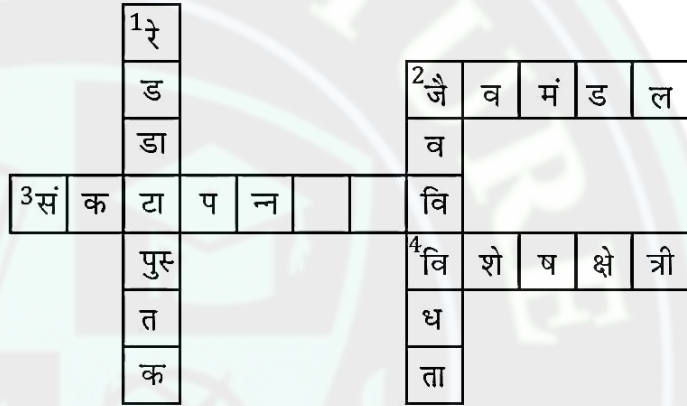 1रे
ड 2जै व मं ड ल
डा व
3सं क टा प न्न वि
पुस्‍ 4वि शे ष क्षे त्री
त ध
क ता